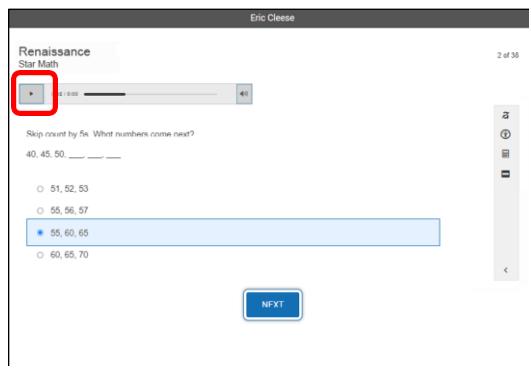 Eric Cleese
Renaissance
Star Math
2 of 36
Skip count by 5s. What numbers come next?
40, 45, 50, ___, ___, ___
51, 52, 53
55, 56, 57
55, 60, 65
60, 65, 70
NEXT